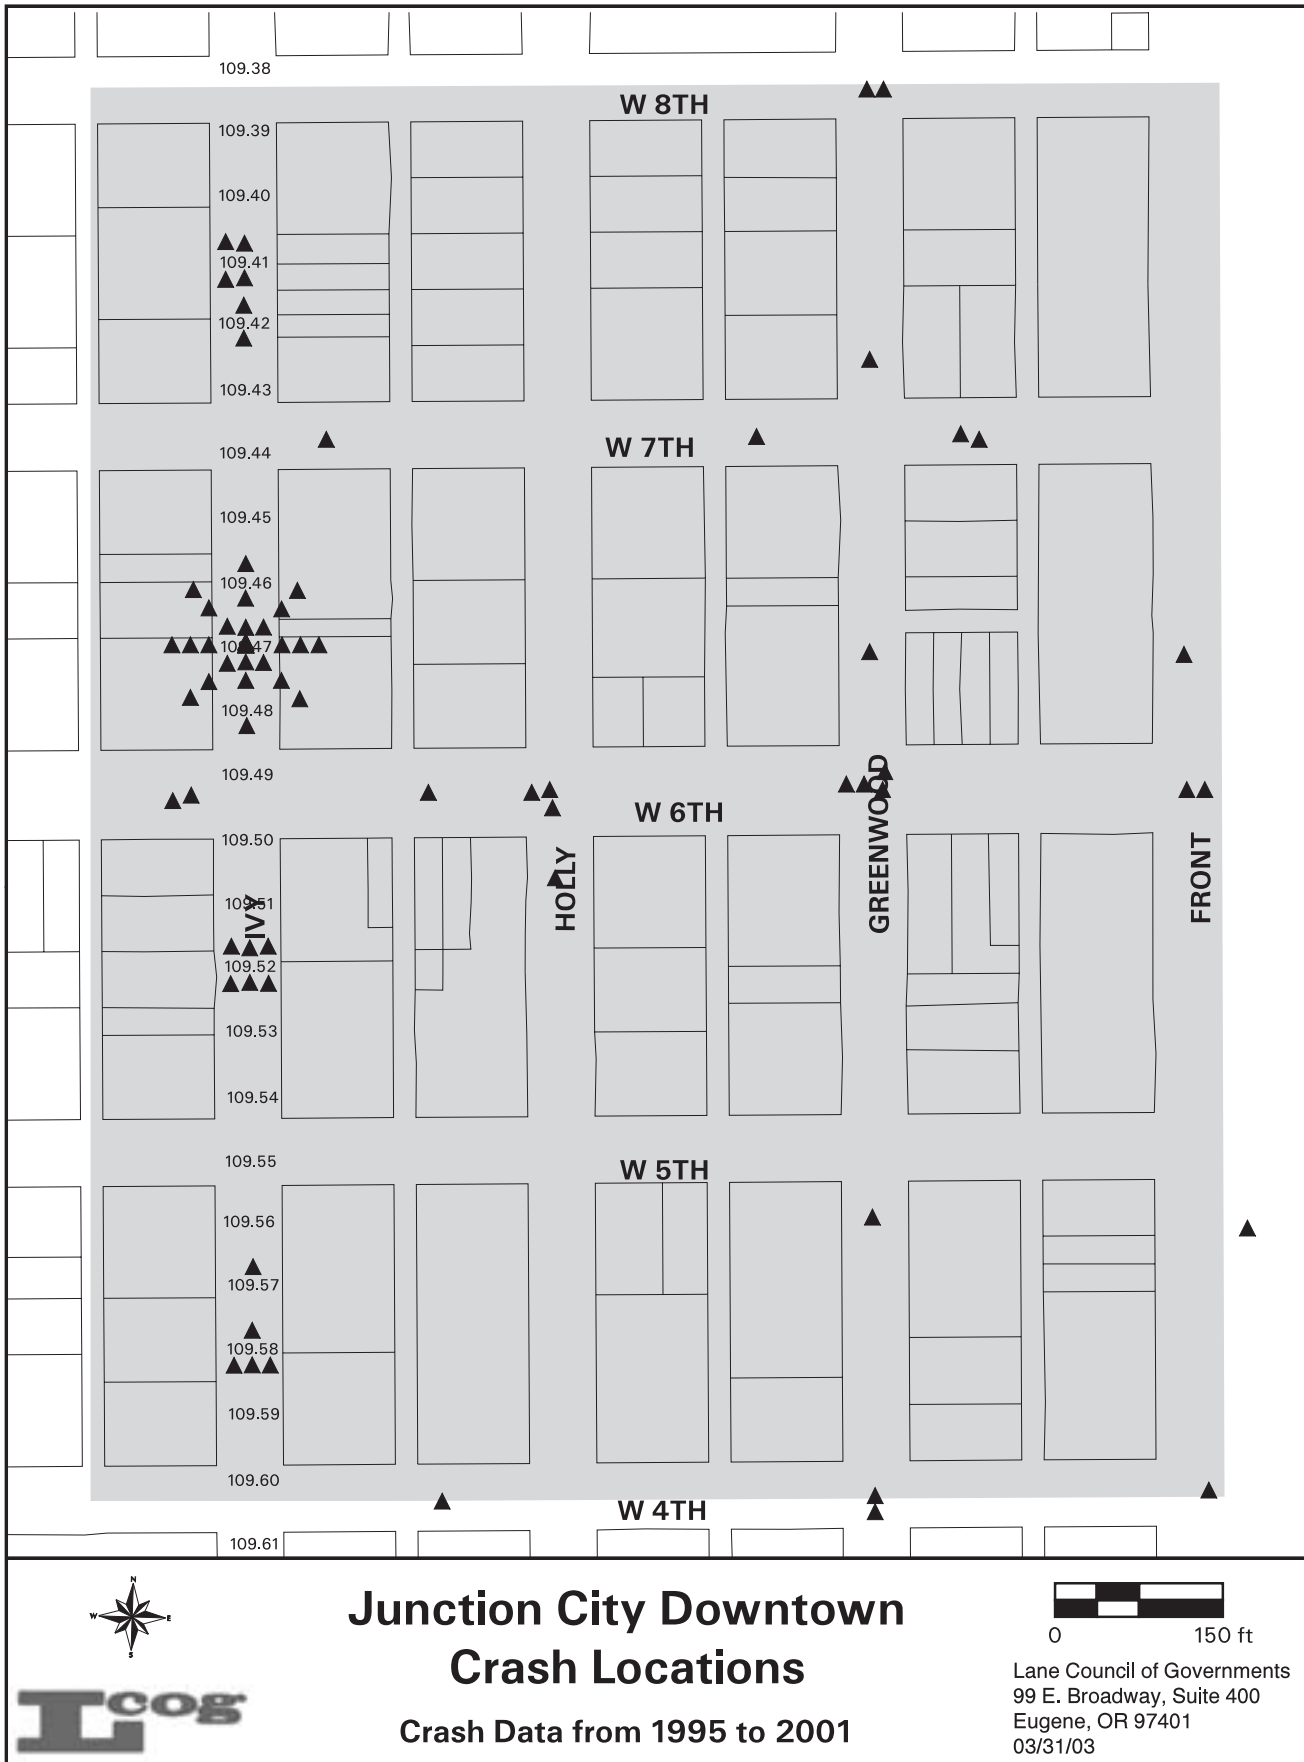 109.38
W 8TH
109.39
109.40
109.41
109.42
109.43
W 7TH
109.44
109.45
109.46
109.47
109.48
109.49
W 6TH
109.50
IVY
HOLLY
GREENWOOD
FRONT
109.51
109.52
109.53
109.54
109.55
W 5TH
109.56
109.57
109.58
109.59
109.60
W 4TH
109.61
N
W
E
S
Lcog
Junction City Downtown
Crash Locations
Crash Data from 1995 to 2001
0 150 ft
Lane Council of Governments
99 E. Broadway, Suite 400
Eugene, OR 97401
03/31/03